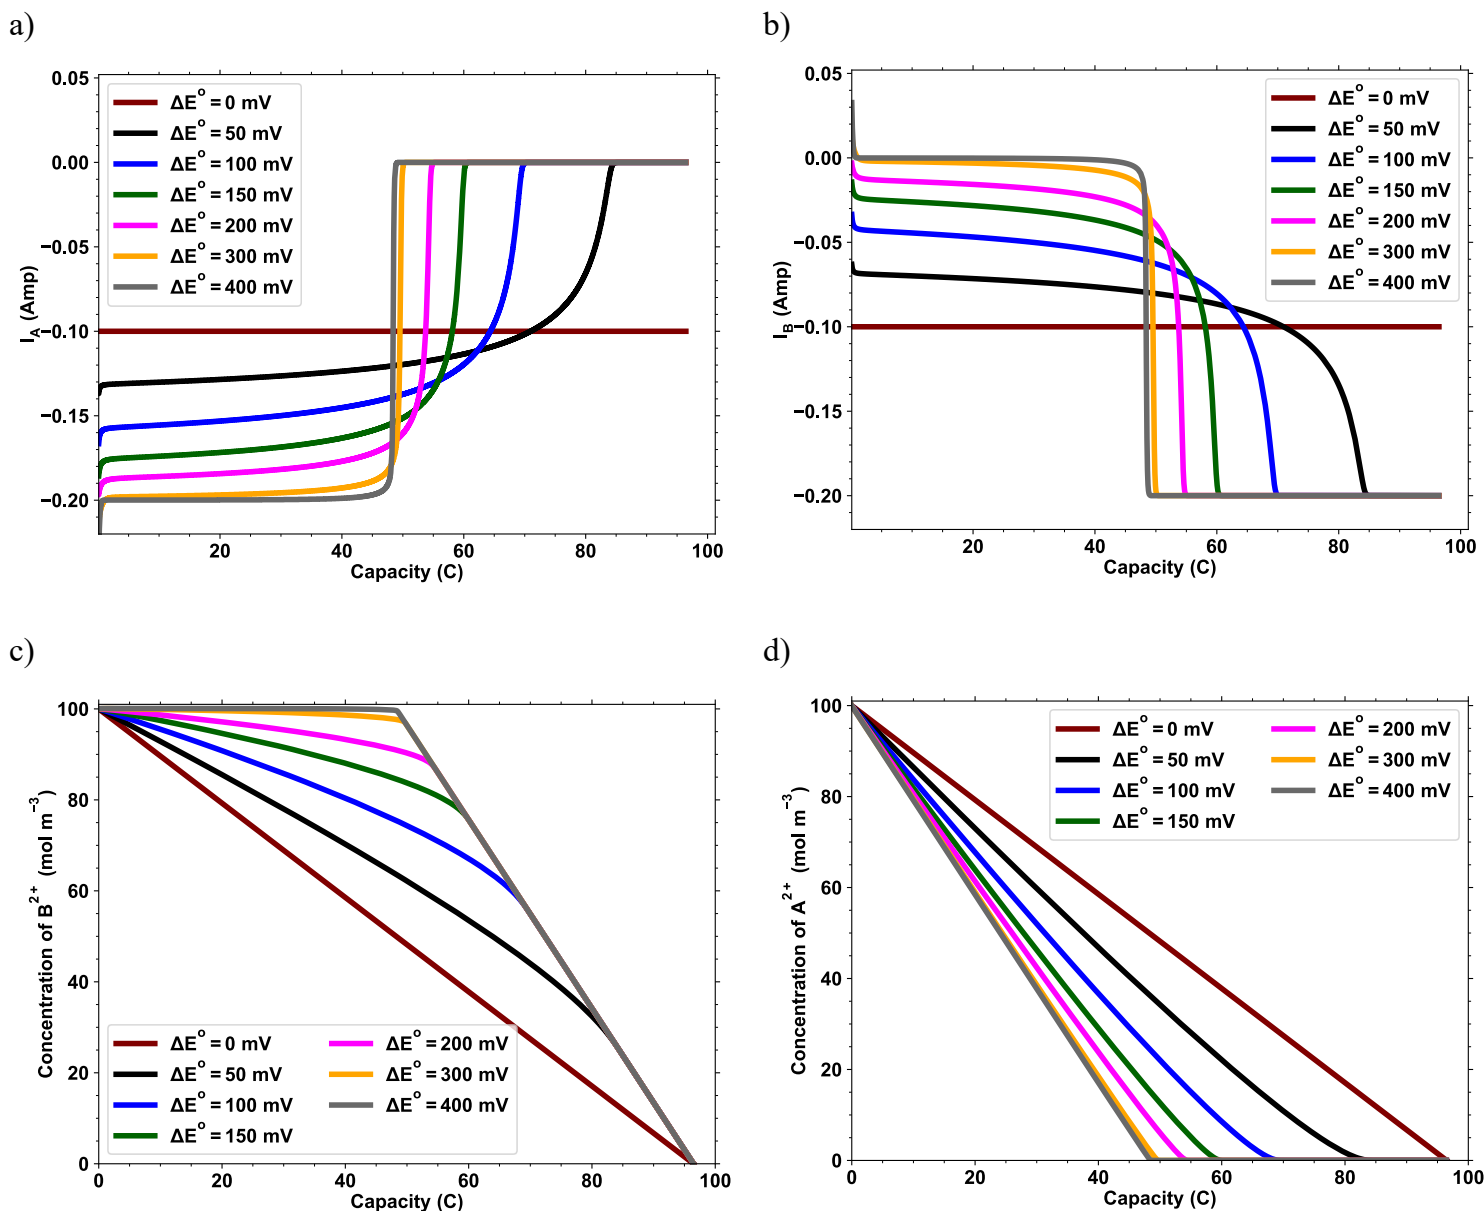 a)
0.05
0.00
−0.05
−0.10
−0.15
−0.20
I_A (Amp)
ΔE° = 0 mV
ΔE° = 50 mV
ΔE° = 100 mV
ΔE° = 150 mV
ΔE° = 200 mV
ΔE° = 300 mV
ΔE° = 400 mV
20 40 60 80 100
Capacity (C)
b)
0.05
0.00
−0.05
−0.10
−0.15
−0.20
I_B (Amp)
ΔE° = 0 mV
ΔE° = 50 mV
ΔE° = 100 mV
ΔE° = 150 mV
ΔE° = 200 mV
ΔE° = 300 mV
ΔE° = 400 mV
20 40 60 80 100
Capacity (C)
c)
100
80
60
40
20
0
Concentration of B²⁺ (mol m⁻³)
ΔE° = 0 mV
ΔE° = 50 mV
ΔE° = 100 mV
ΔE° = 150 mV
ΔE° = 200 mV
ΔE° = 300 mV
ΔE° = 400 mV
0 20 40 60 80 100
Capacity (C)
d)
100
80
60
40
20
0
Concentration of A²⁺ (mol m⁻³)
ΔE° = 0 mV
ΔE° = 50 mV
ΔE° = 100 mV
ΔE° = 150 mV
ΔE° = 200 mV
ΔE° = 300 mV
ΔE° = 400 mV
0 20 40 60 80 100
Capacity (C)